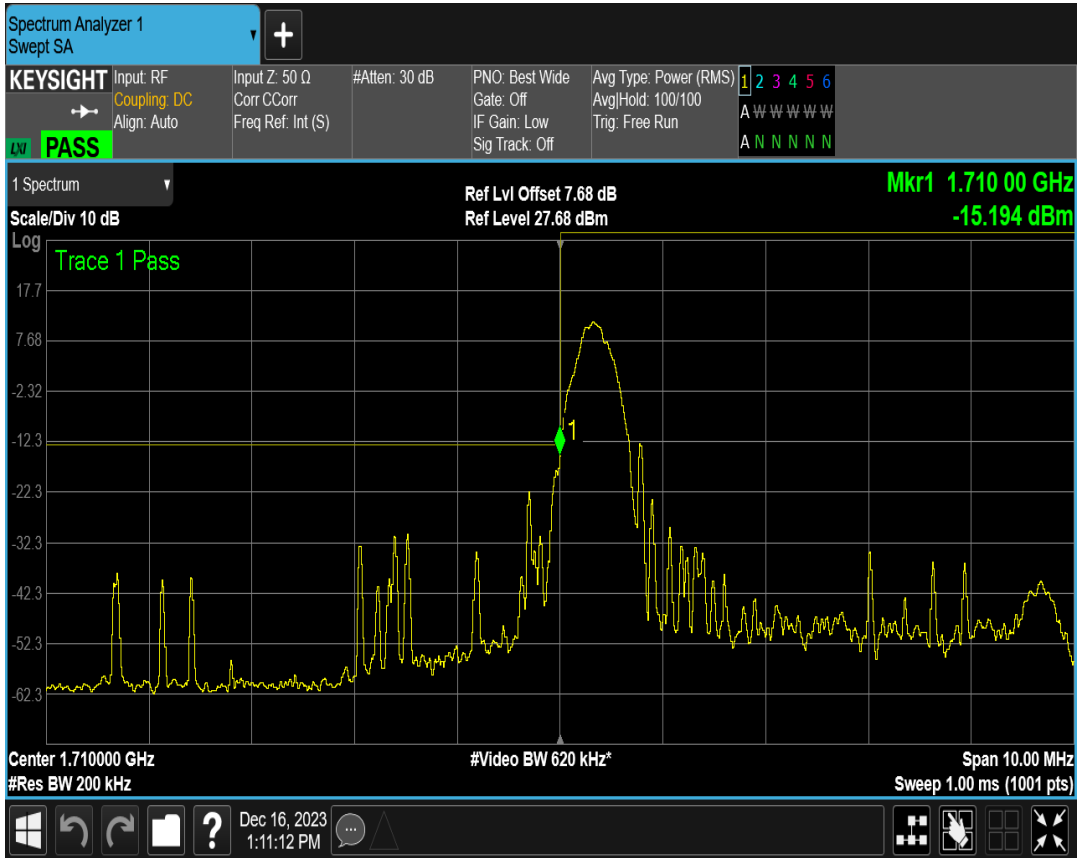 Spectrum Analyzer 1
Swept SA
+
KEYSIGHT
LXI PASS
Input: RF
Coupling: DC
Align: Auto
Input Z: 50 Ω
Corr CCorr
Freq Ref: Int (S)
#Atten: 30 dB
PNO: Best Wide
Gate: Off
IF Gain: Low
Sig Track: Off
Avg Type: Power (RMS)
Avg|Hold: 100/100
Trig: Free Run
1 2 3 4 5 6
A W W W W W
A N N N N N
1 Spectrum
Scale/Div 10 dB
Ref Lvl Offset 7.68 dB
Ref Level 27.68 dBm
Mkr1 1.710 00 GHz
-15.194 dBm
Log
Trace 1 Pass
17.7
7.68
-2.32
-12.3
1
-22.3
-32.3
-42.3
-52.3
-62.3
Center 1.710000 GHz
#Video BW 620 kHz*
Span 10.00 MHz
#Res BW 200 kHz
Sweep 1.00 ms (1001 pts)
?
Dec 16, 2023
1:11:12 PM